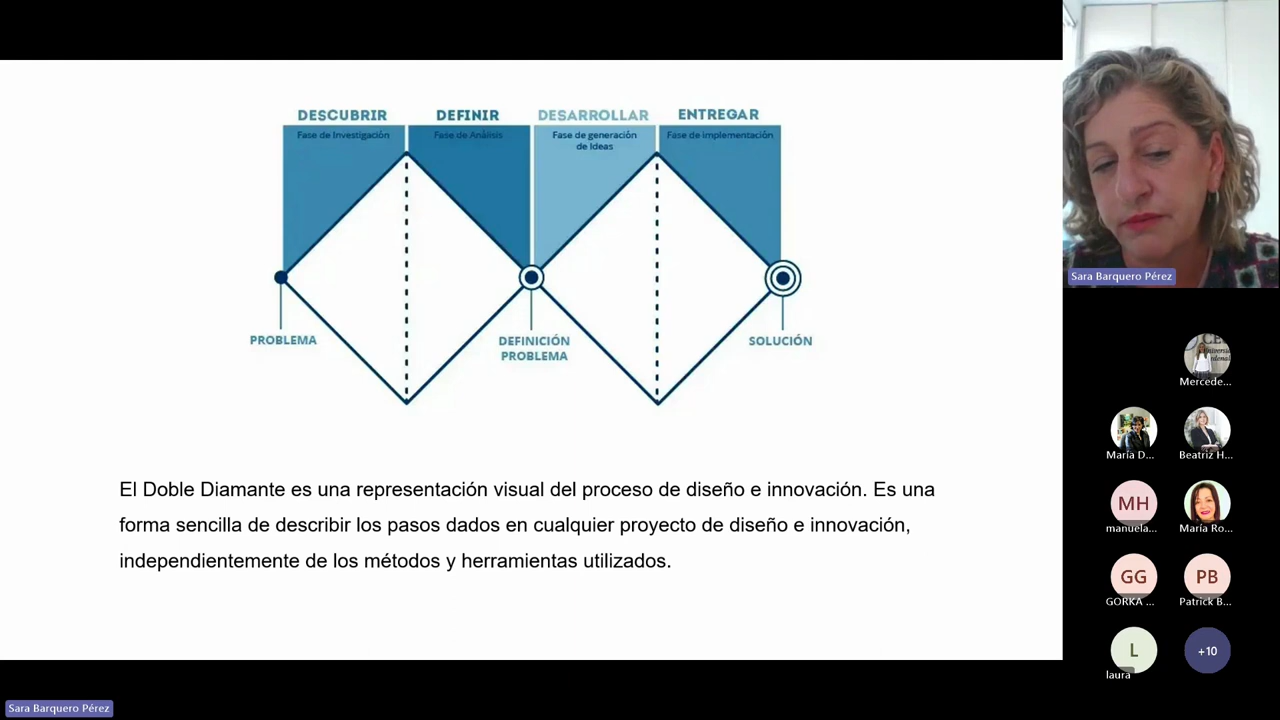 DESCUBRIR
DEFINIR
DESARROLLAR
ENTREGAR
Fase de Investigación
Fase de Análisis
Fase de generación
de Ideas
Fase de implementación
PROBLEMA
DEFINICIÓN
PROBLEMA
SOLUCIÓN
El Doble Diamante es una representación visual del proceso de diseño e innovación. Es una
forma sencilla de describir los pasos dados en cualquier proyecto de diseño e innovación,
independientemente de los métodos y herramientas utilizados.
Sara Barquero Pérez
Mercede...
María D...
Beatriz H...
MH
manuela...
María Ro...
GG
GORKA ...
PB
Patrick B...
L
laura
+10
Sara Barquero Pérez